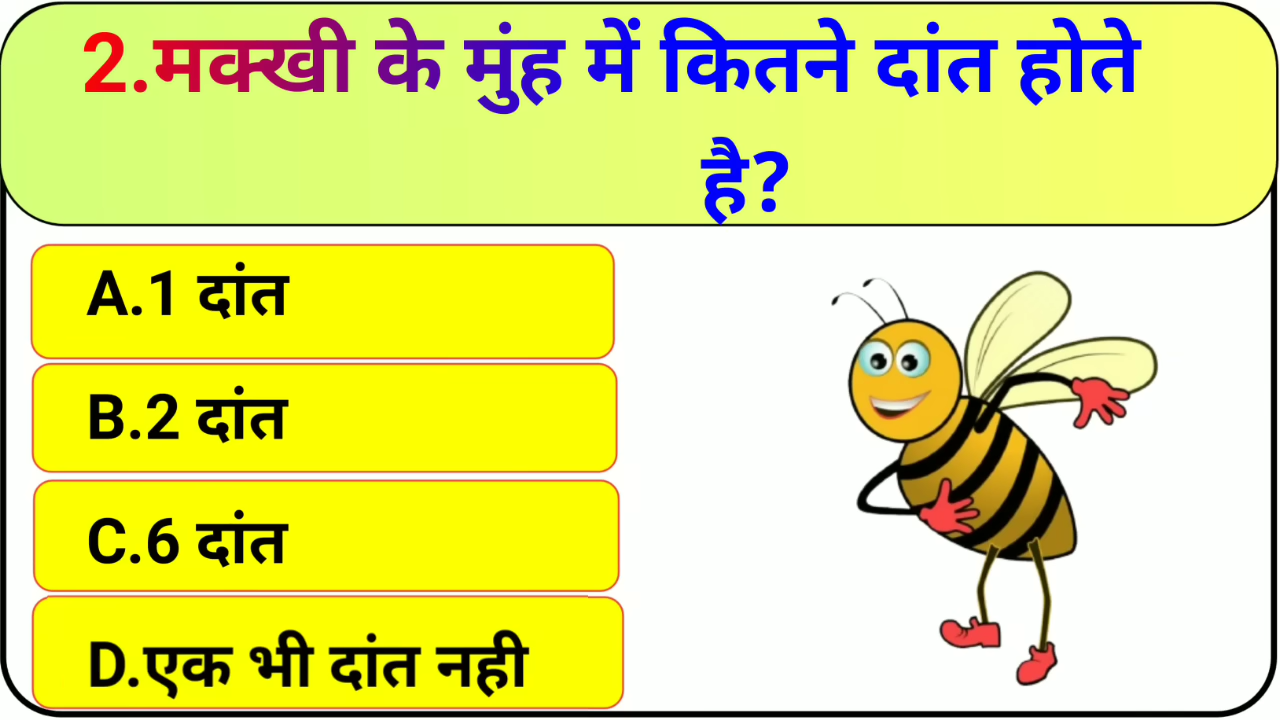 2.मक्खी के मुंह में कितने दांत होते
है?
A.1 दांत
B.2 दांत
C.6 दांत
D.एक भी दांत नही